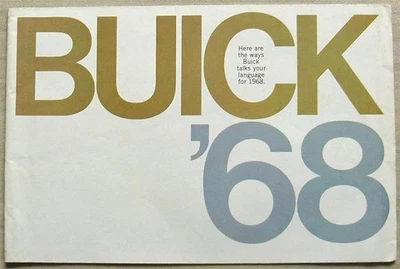 BUICK
Here are
the ways
Buick
talks your
language
for 1968.
’68